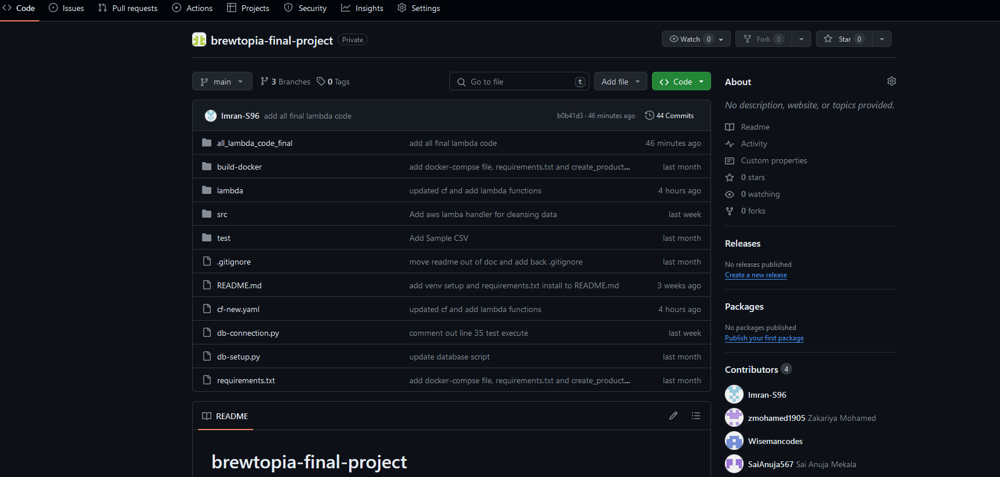 Code Issues Pull requests Actions Projects Security Insights Settings
brewtopia-final-project Private Watch 0 Fork 0 Star 0
main 3 Branches 0 Tags Go to file t Add file Code
Imran-S96 add all final lambda code b0b41d3 · 46 minutes ago 44 Commits
all_lambda_code_final add all final lambda code 46 minutes ago
build-docker add docker-compse file, requirements.txt and create_product... last month
lambda updated cf and add lambda functions 4 hours ago
src Add aws lamba handler for cleansing data last week
test Add Sample CSV last month
.gitignore move readme out of doc and add back .gitignore last month
README.md add venv setup and requirements.txt install to README.md 3 weeks ago
cf-new.yaml updated cf and add lambda functions 4 hours ago
db-connection.py comment out line 35 test execute last week
db-setup.py update database script last month
requirements.txt add docker-compse file, requirements.txt and create_product... last month
README
brewtopia-final-project
About
No description, website, or topics provided.
Readme
Activity
Custom properties
0 stars
0 watching
0 forks
Releases
No releases published
Create a new release
Packages
No packages published
Publish your first package
Contributors 4
Imran-S96
zmohamed1905 Zakariya Mohamed
Wisemancodes
SaiAnuja567 Sai Anuja Mekala